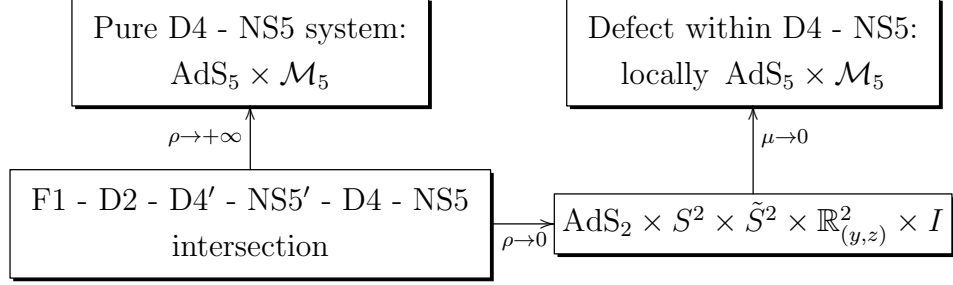 Pure D4 - NS5 system:
AdS₅ × ℳ₅
Defect within D4 - NS5:
locally AdS₅ × ℳ₅
ρ→+∞
μ→0
F1 - D2 - D4′ - NS5′ - D4 - NS5
intersection
ρ→0
AdS₂ × S² × S̃² × ℝ²₍y,z₎ × I